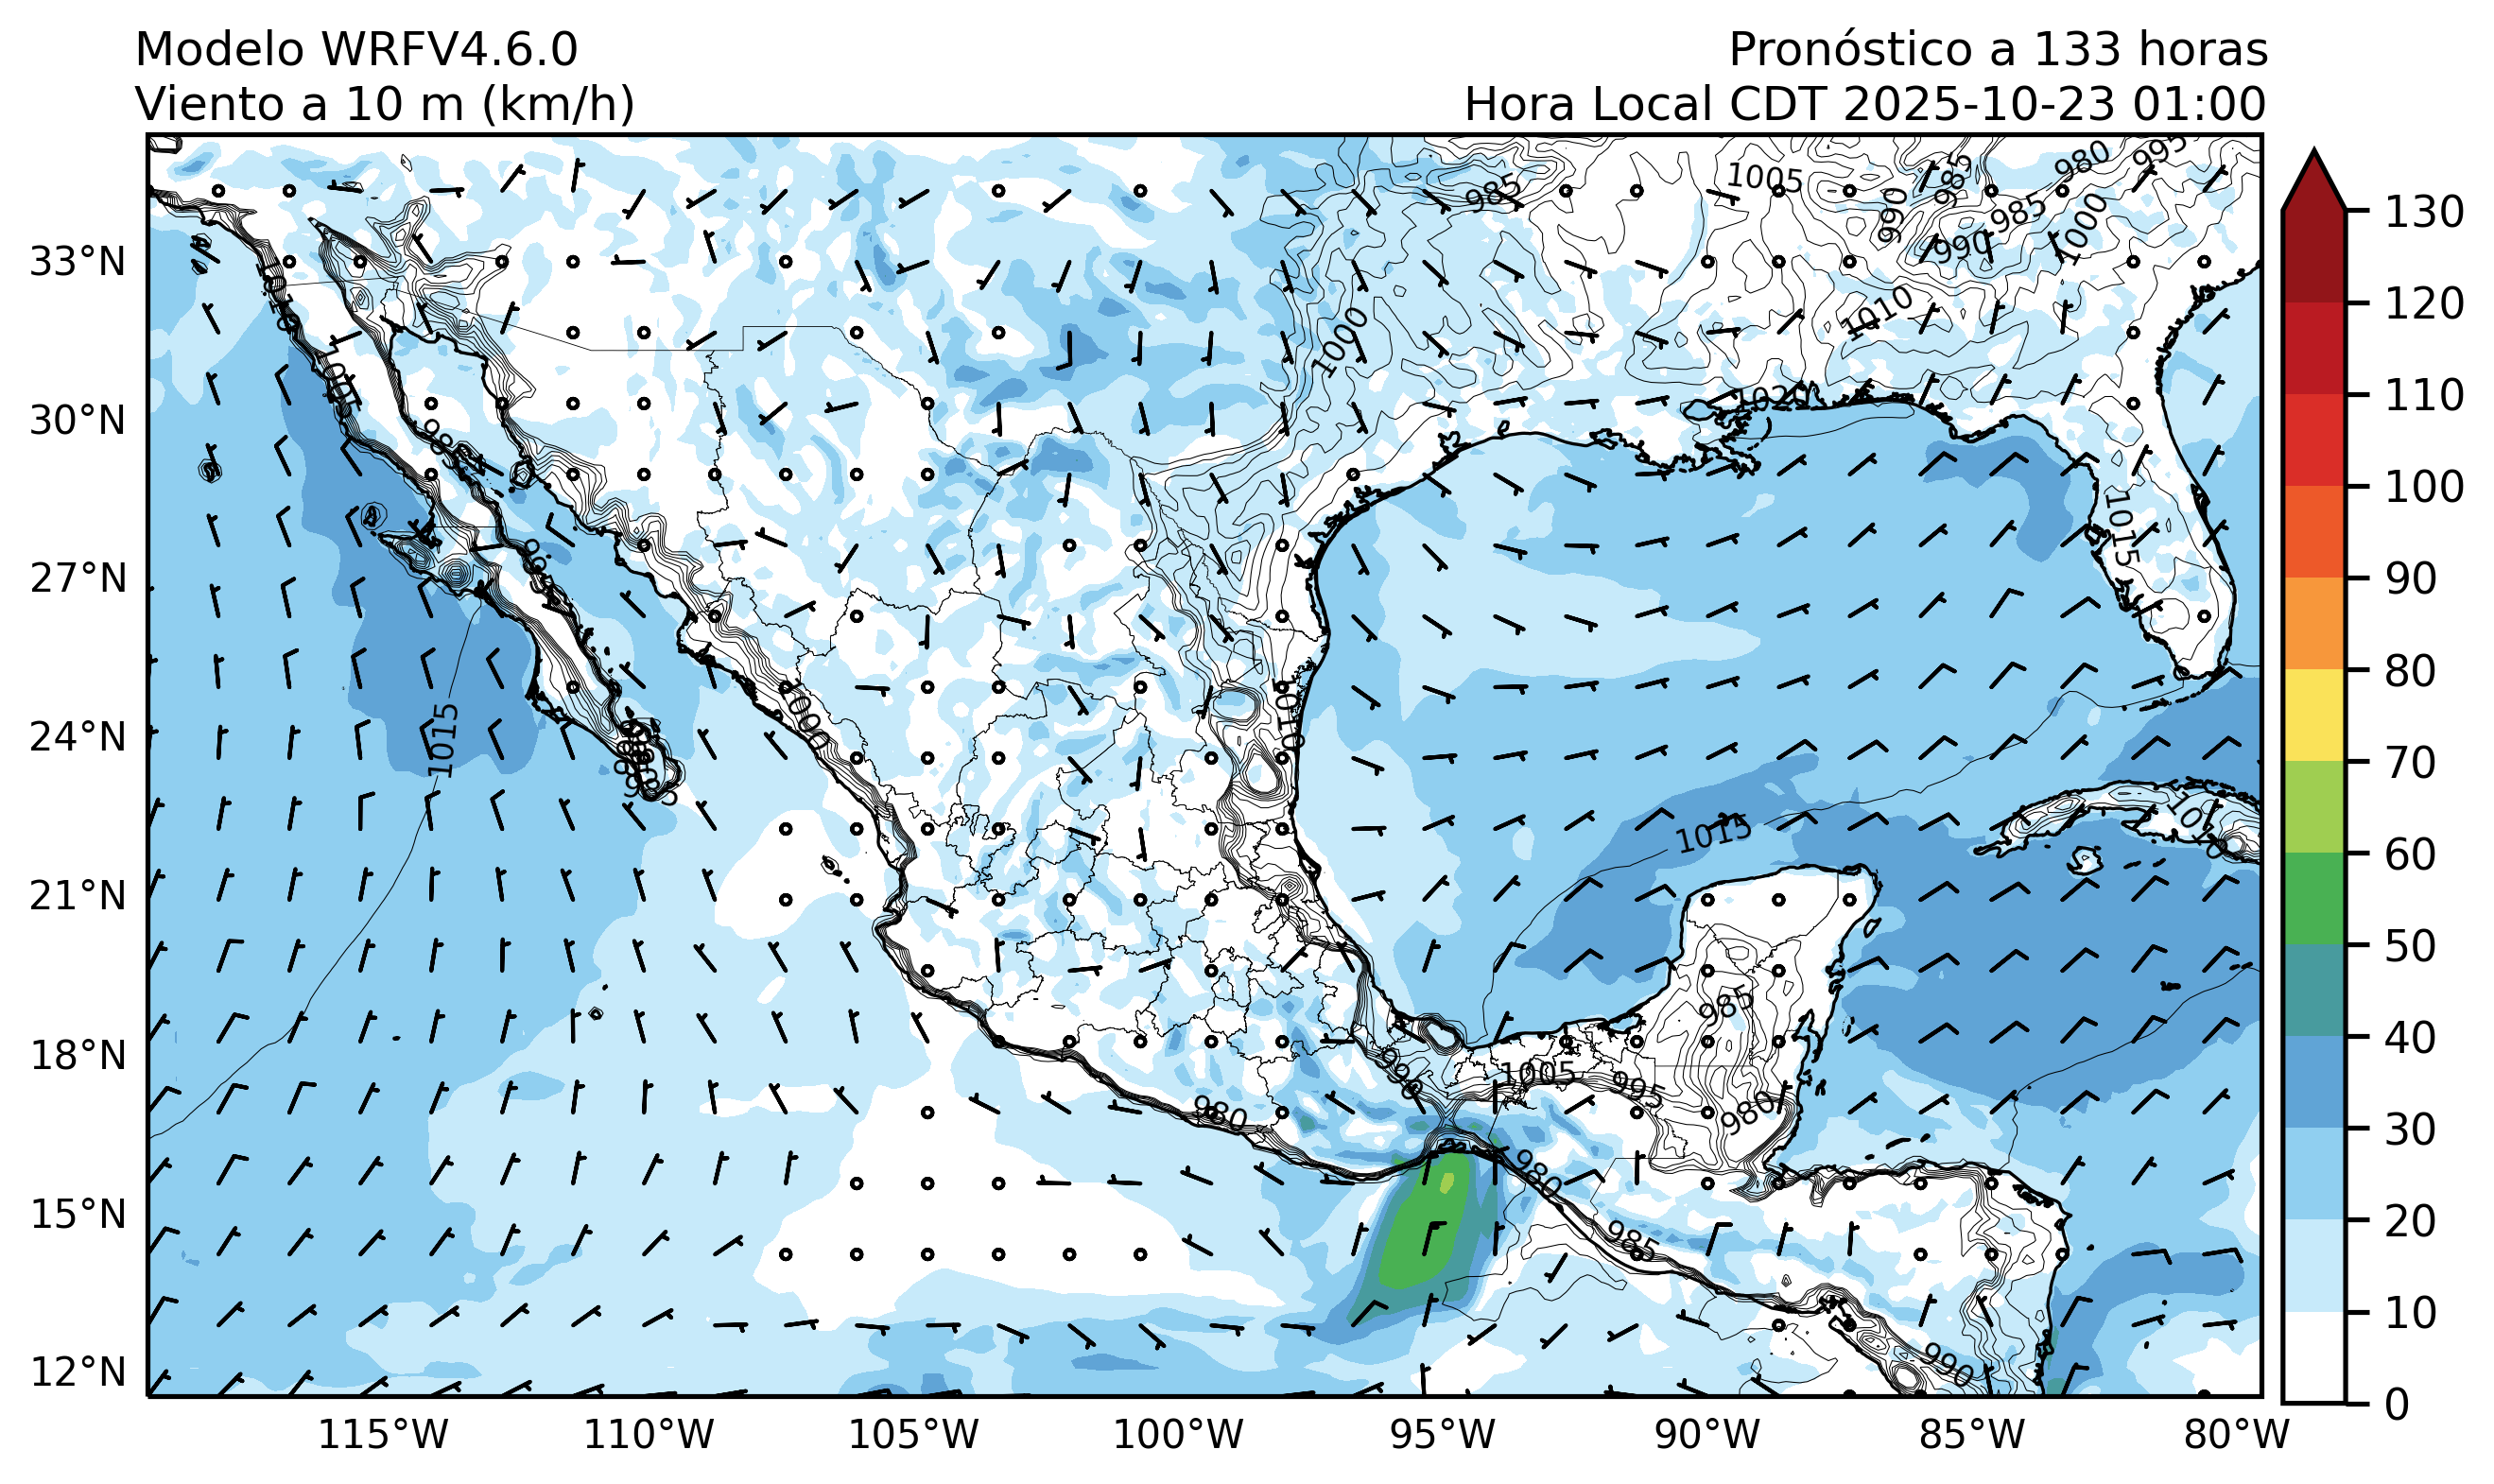 Modelo WRFV4.6.0
Pronóstico a 133 horas
Viento a 10 m (km/h)
Hora Local CDT 2025-10-23 01:00
33°N
30°N
27°N
24°N
21°N
18°N
15°N
12°N
115°W
110°W
105°W
100°W
95°W
90°W
85°W
80°W
130
120
110
100
90
80
70
60
50
40
30
20
10
0
985
1005
990
985
980
995
985
990
1000
1010
1000
1020
1015
1010
1015
1000
1010
1015
1010
985
990
1005
995
980
980
980
985
990